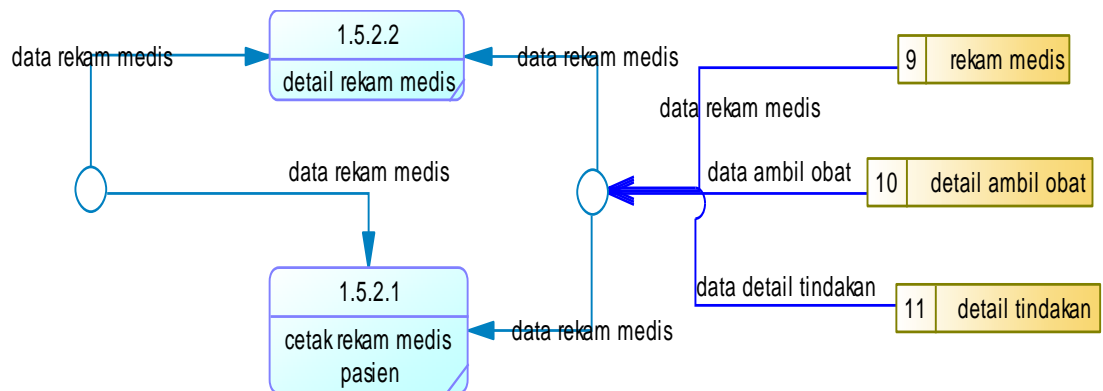 1.5.2.2
detail rekam medis
data rekam medis
data rekam medis
9 rekam medis
data rekam medis
data rekam medis
data ambil obat
10 detail ambil obat
1.5.2.1
cetak rekam medis
pasien
data rekam medis
data detail tindakan
11 detail tindakan